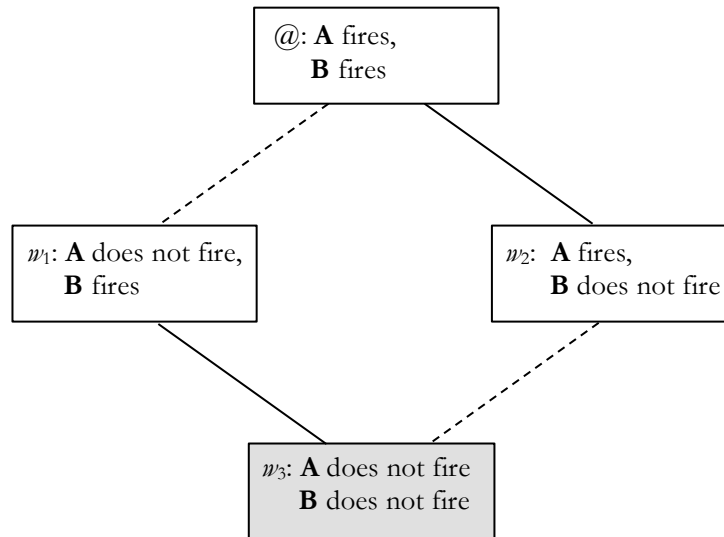 @: A fires,
B fires
w₁: A does not fire,
B fires
w₂: A fires,
B does not fire
w₃: A does not fire
B does not fire